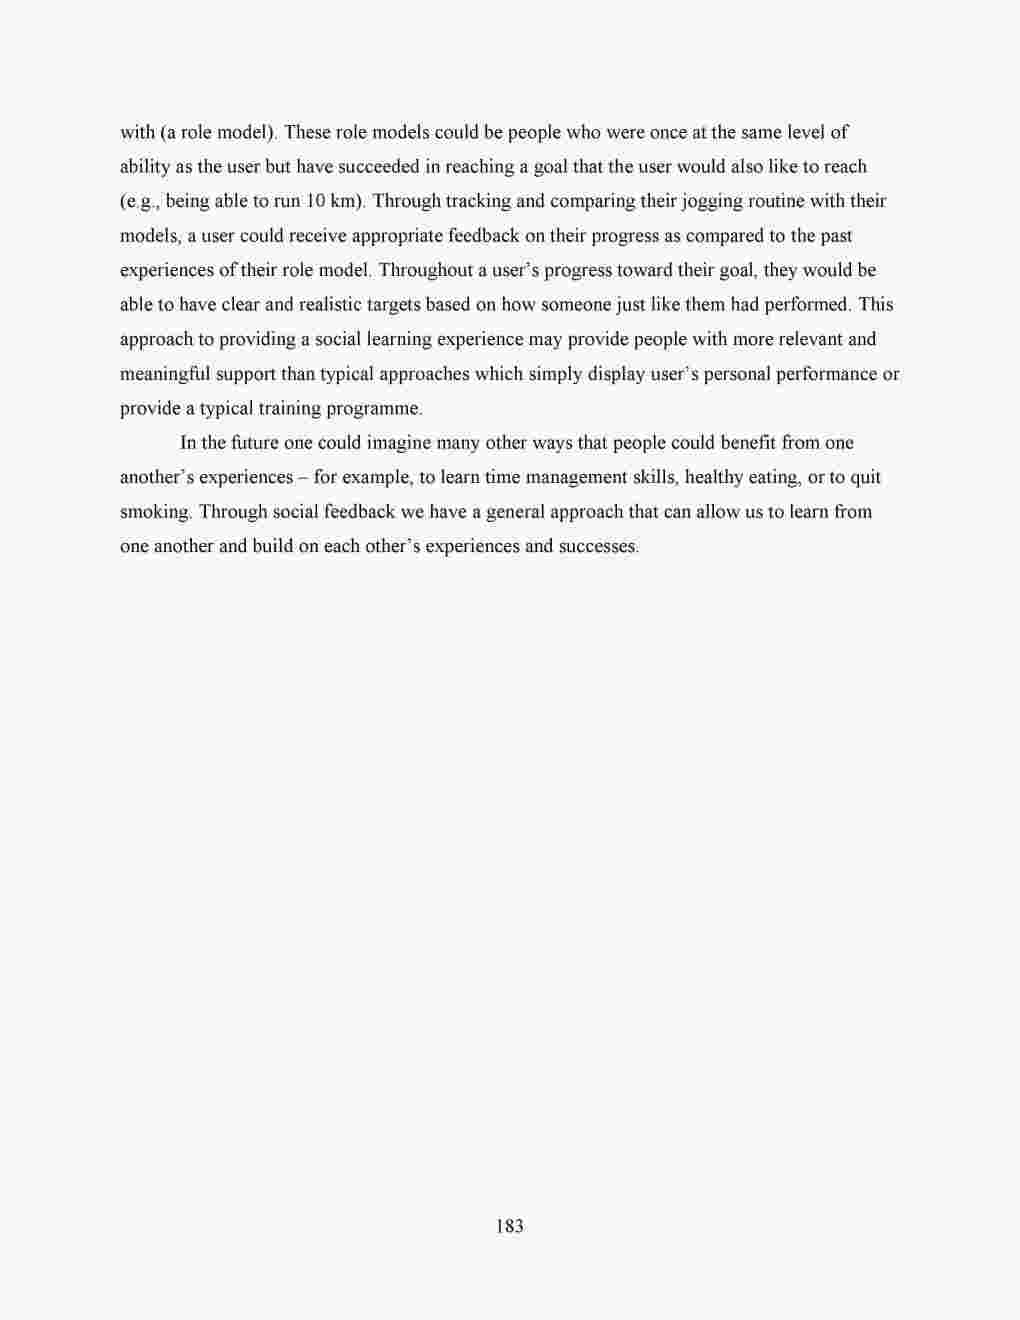 with (a role model). These role models could be people who were once at the same level of
ability as the user but have succeeded in reaching a goal that the user would also like to reach
(e.g., being able to run 10 km). Through tracking and comparing their jogging routine with their
models, a user could receive appropriate feedback on their progress as compared to the past
experiences of their role model. Throughout a user’s progress toward their goal, they would be
able to have clear and realistic targets based on how someone just like them had performed. This
approach to providing a social learning experience may provide people with more relevant and
meaningful support than typical approaches which simply display user’s personal performance or
provide a typical training programme.
In the future one could imagine many other ways that people could benefit from one
another’s experiences – for example, to learn time management skills, healthy eating, or to quit
smoking. Through social feedback we have a general approach that can allow us to learn from
one another and build on each other’s experiences and successes.
183